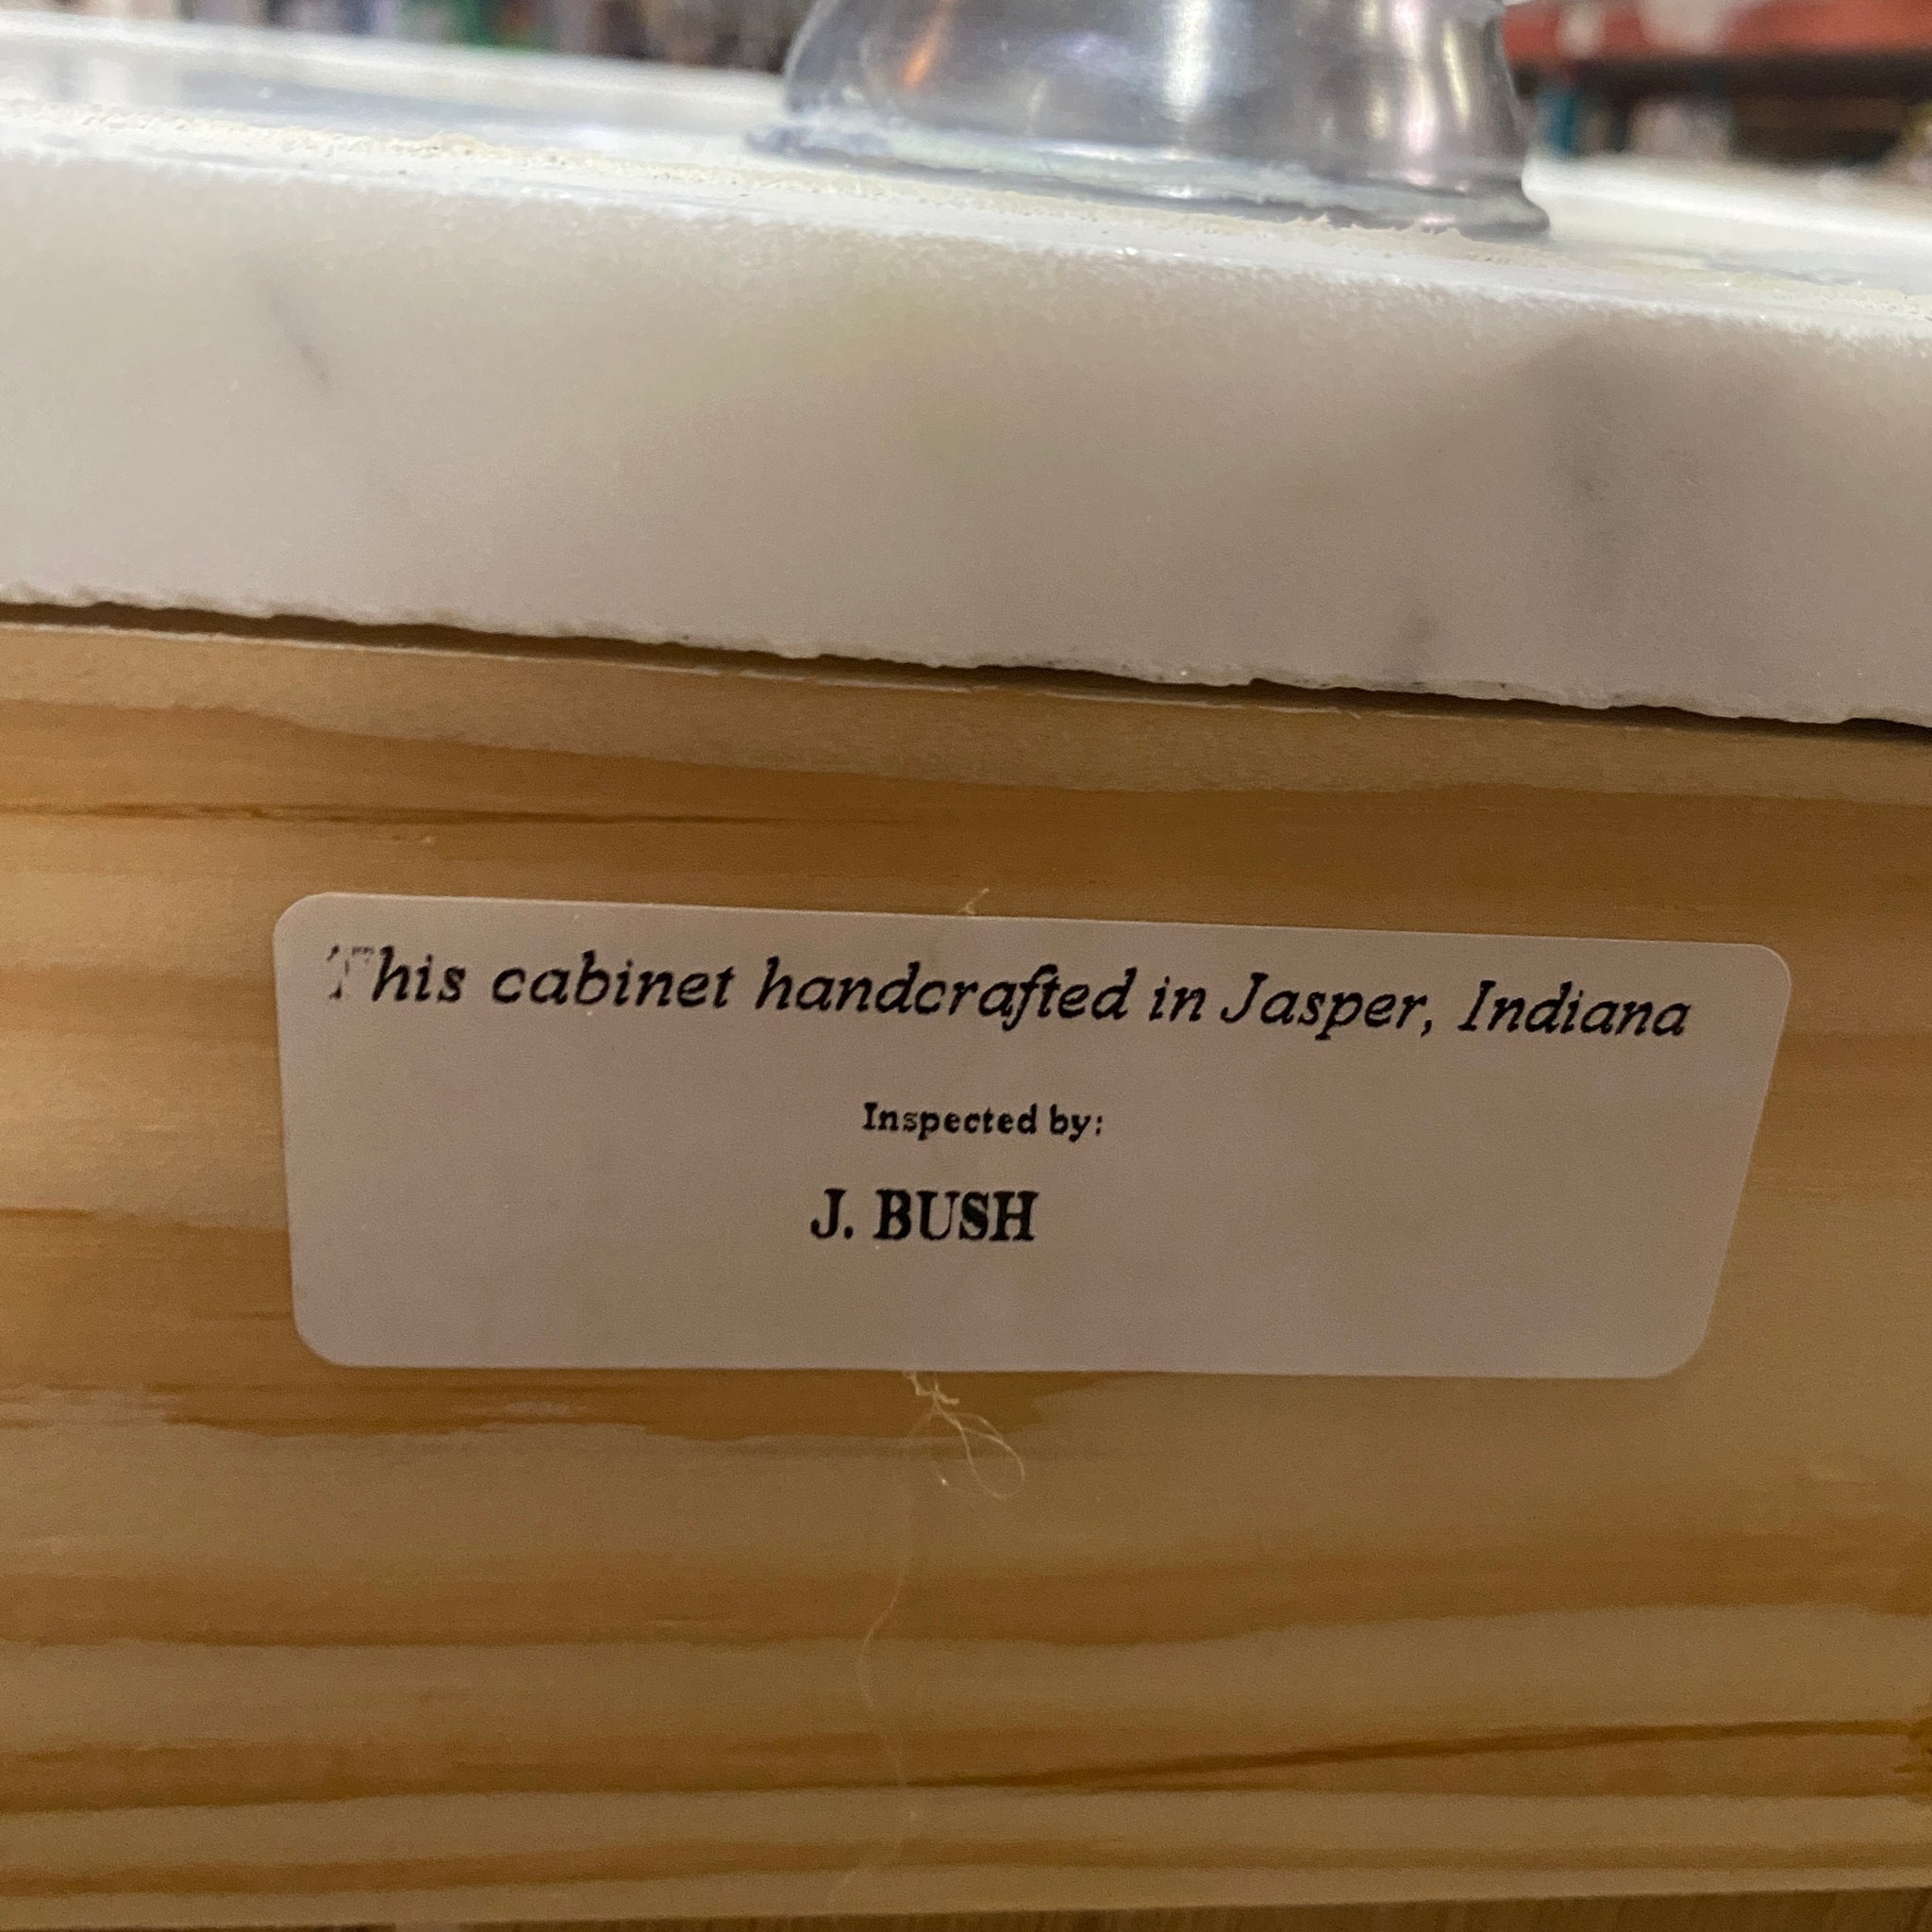 This cabinet handcrafted in Jasper, Indiana
Inspected by:
J. BUSH